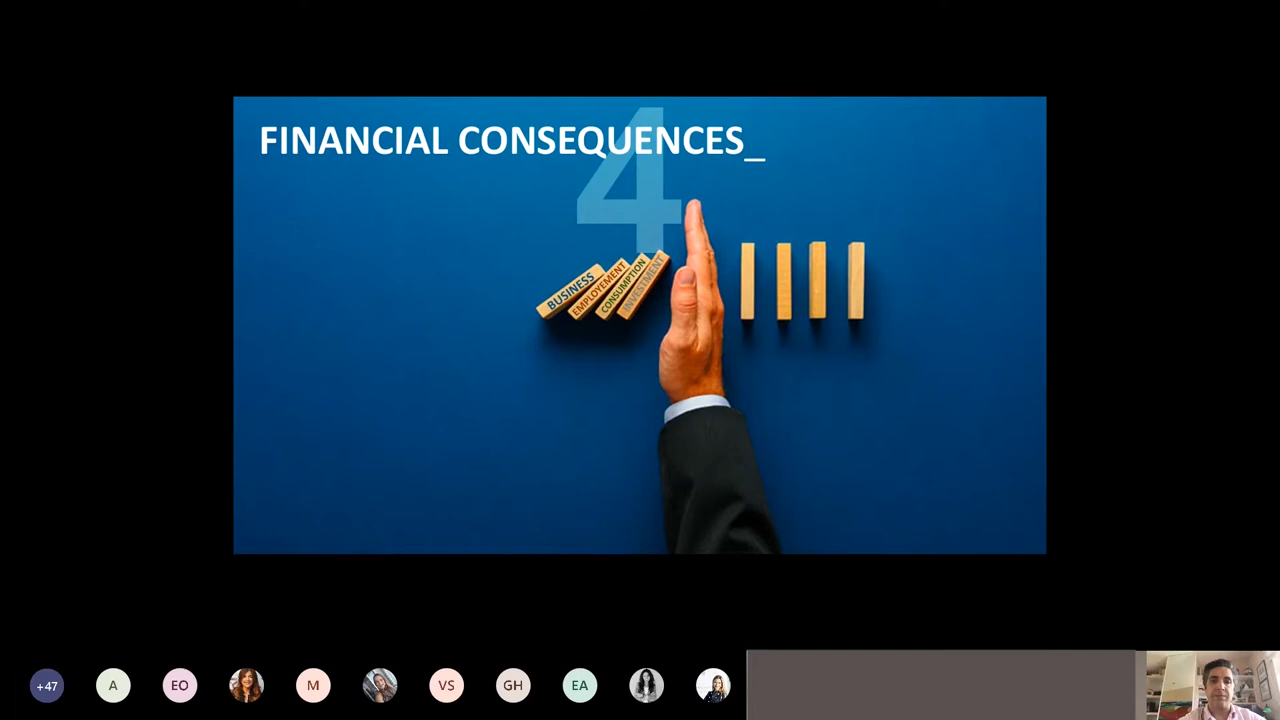 FINANCIAL CONSEQUENCES_
4
BUSINESS
EMPLOYEMENT
CONSUMPTION
INVESTMENT
+47
A
EO
M
VS
GH
EA